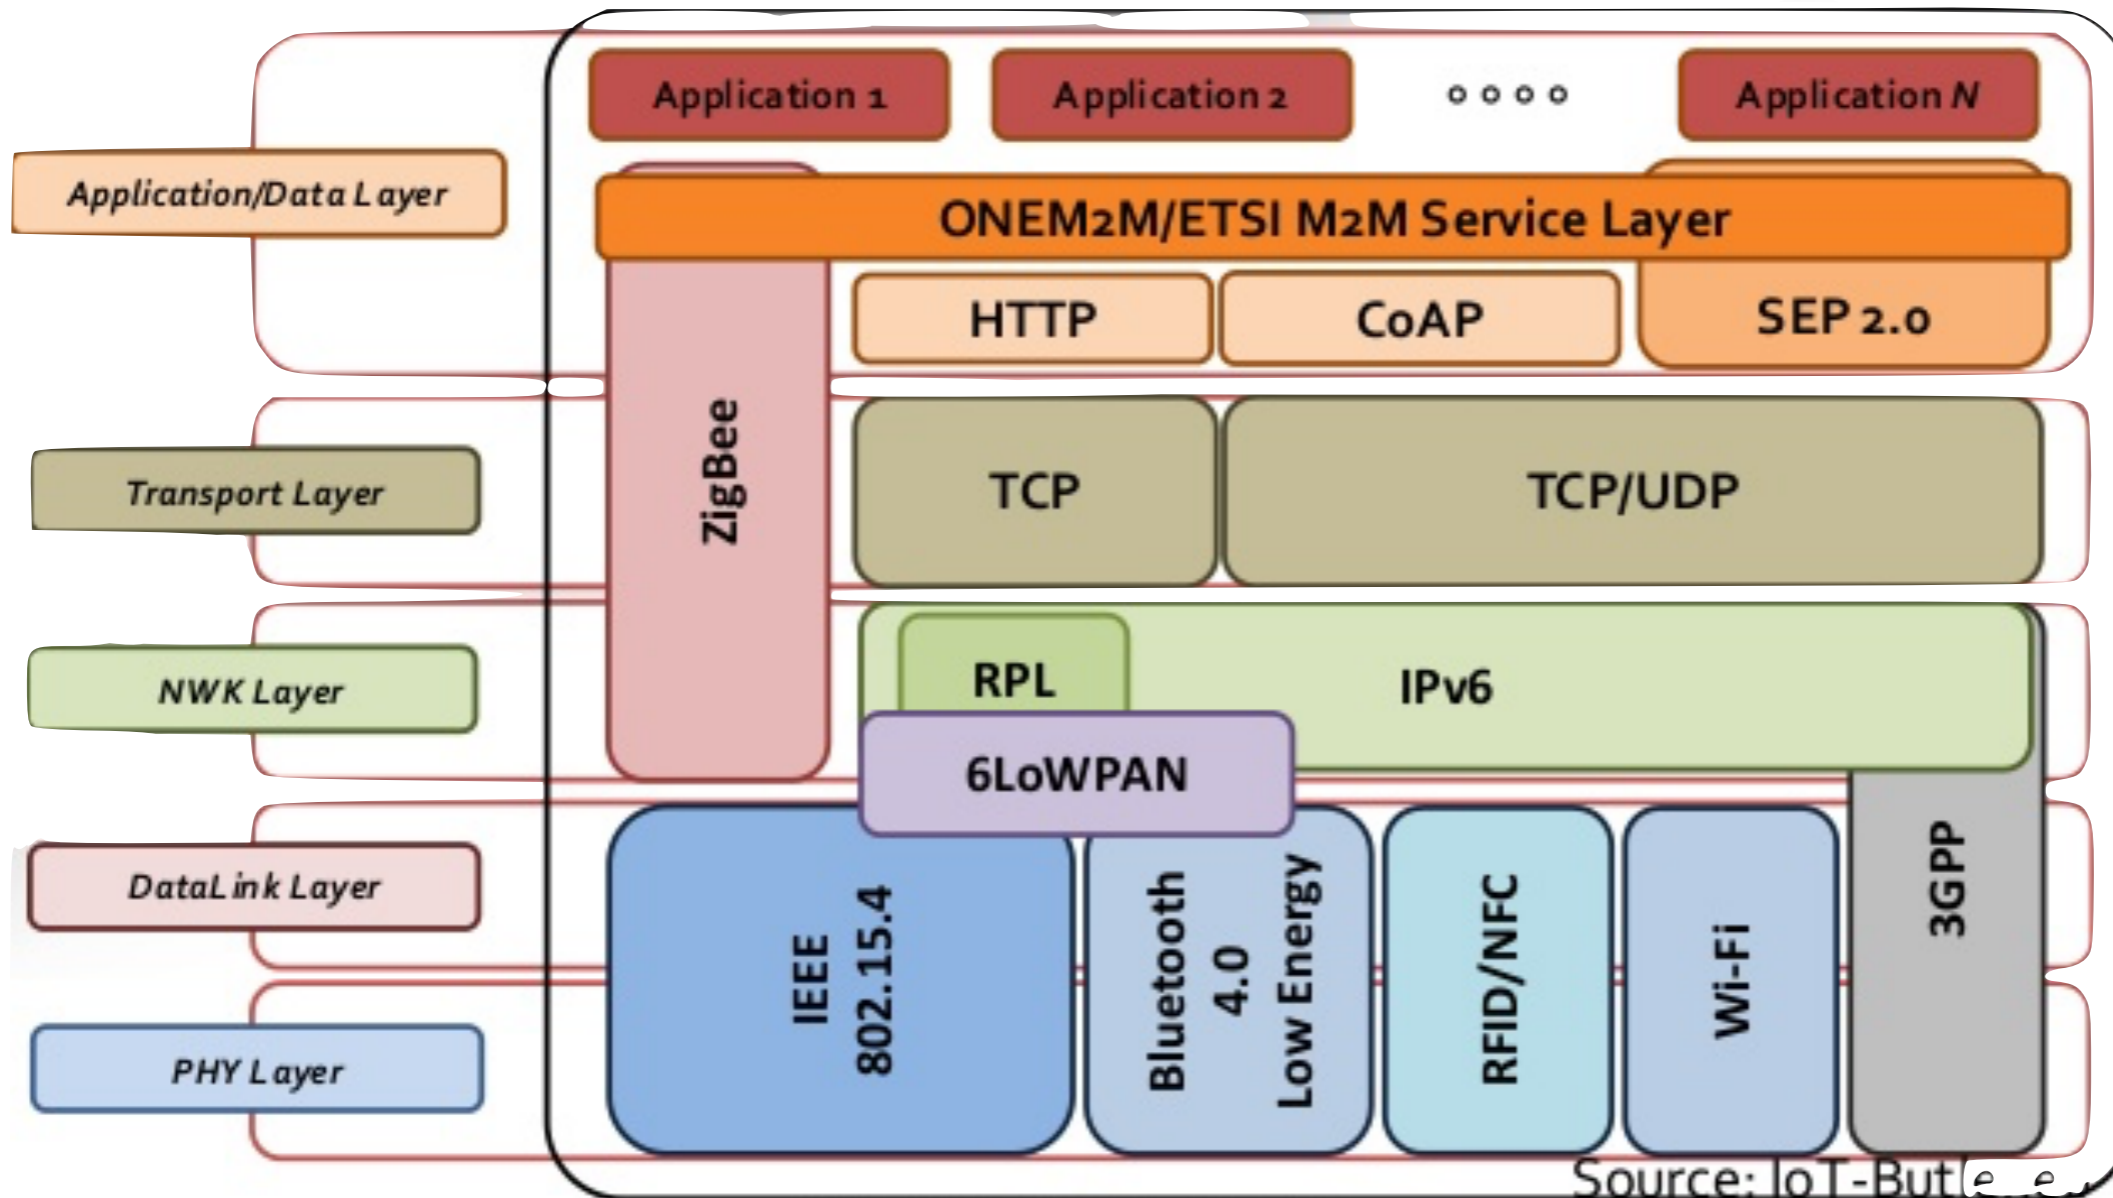 Application 1
Application 2
Application N
Application/Data Layer
ONEM2M/ETSI M2M Service Layer
HTTP
CoAP
SEP 2.0
ZigBee
Transport Layer
TCP
TCP/UDP
NWK Layer
RPL
IPv6
6LoWPAN
DataLink Layer
IEEE
802.15.4
Bluetooth
4.0
Low Energy
RFID/NFC
Wi-Fi
3GPP
PHY Layer
Source: